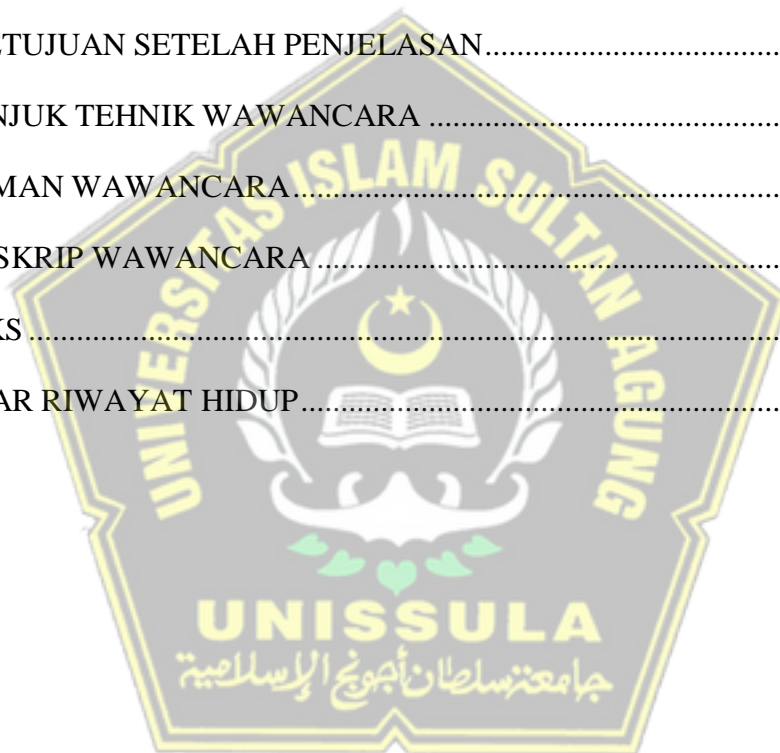 ETUJUAN SETELAH PENJELASAN......................................
NJUK TEHNIK WAWANCARA ..............................................
MAN WAWANCARA................................................................
SKRIP WAWANCARA .............................................................
KS ..................................................................................................
AR RIWAYAT HIDUP...............................................................
UNIVERSITAS ISLAM SULTAN AGUNG
UNISSULA
جامعة سلطان أجونج الإسلامية